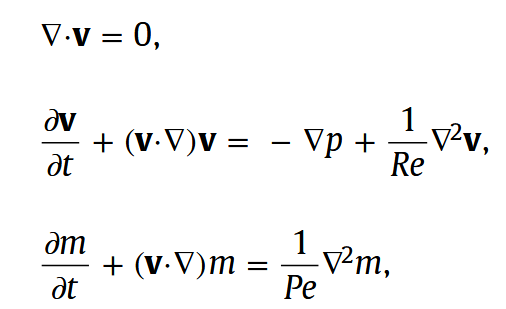 ∇·𝐯 = 0,
∂𝐯/∂t + (𝐯·∇)𝐯 = − ∇p + 1/Re ∇²𝐯,
∂m/∂t + (𝐯·∇)m = 1/Pe ∇²m,